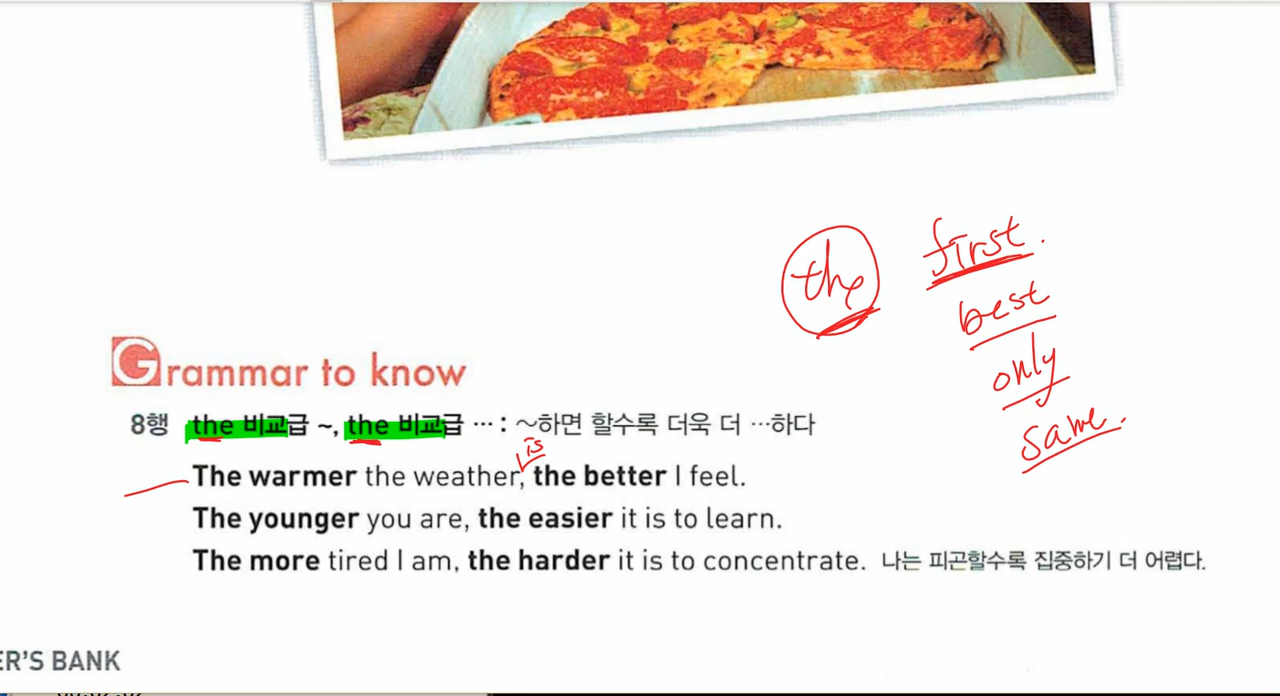 the first.
best
only
same.
Grammar to know
8행 the 비교급 ~, the 비교급 … : ~하면 할수록 더욱 더 …하다
is
The warmer the weather, the better I feel.
The younger you are, the easier it is to learn.
The more tired I am, the harder it is to concentrate. 나는 피곤할수록 집중하기 더 어렵다.
ER'S BANK